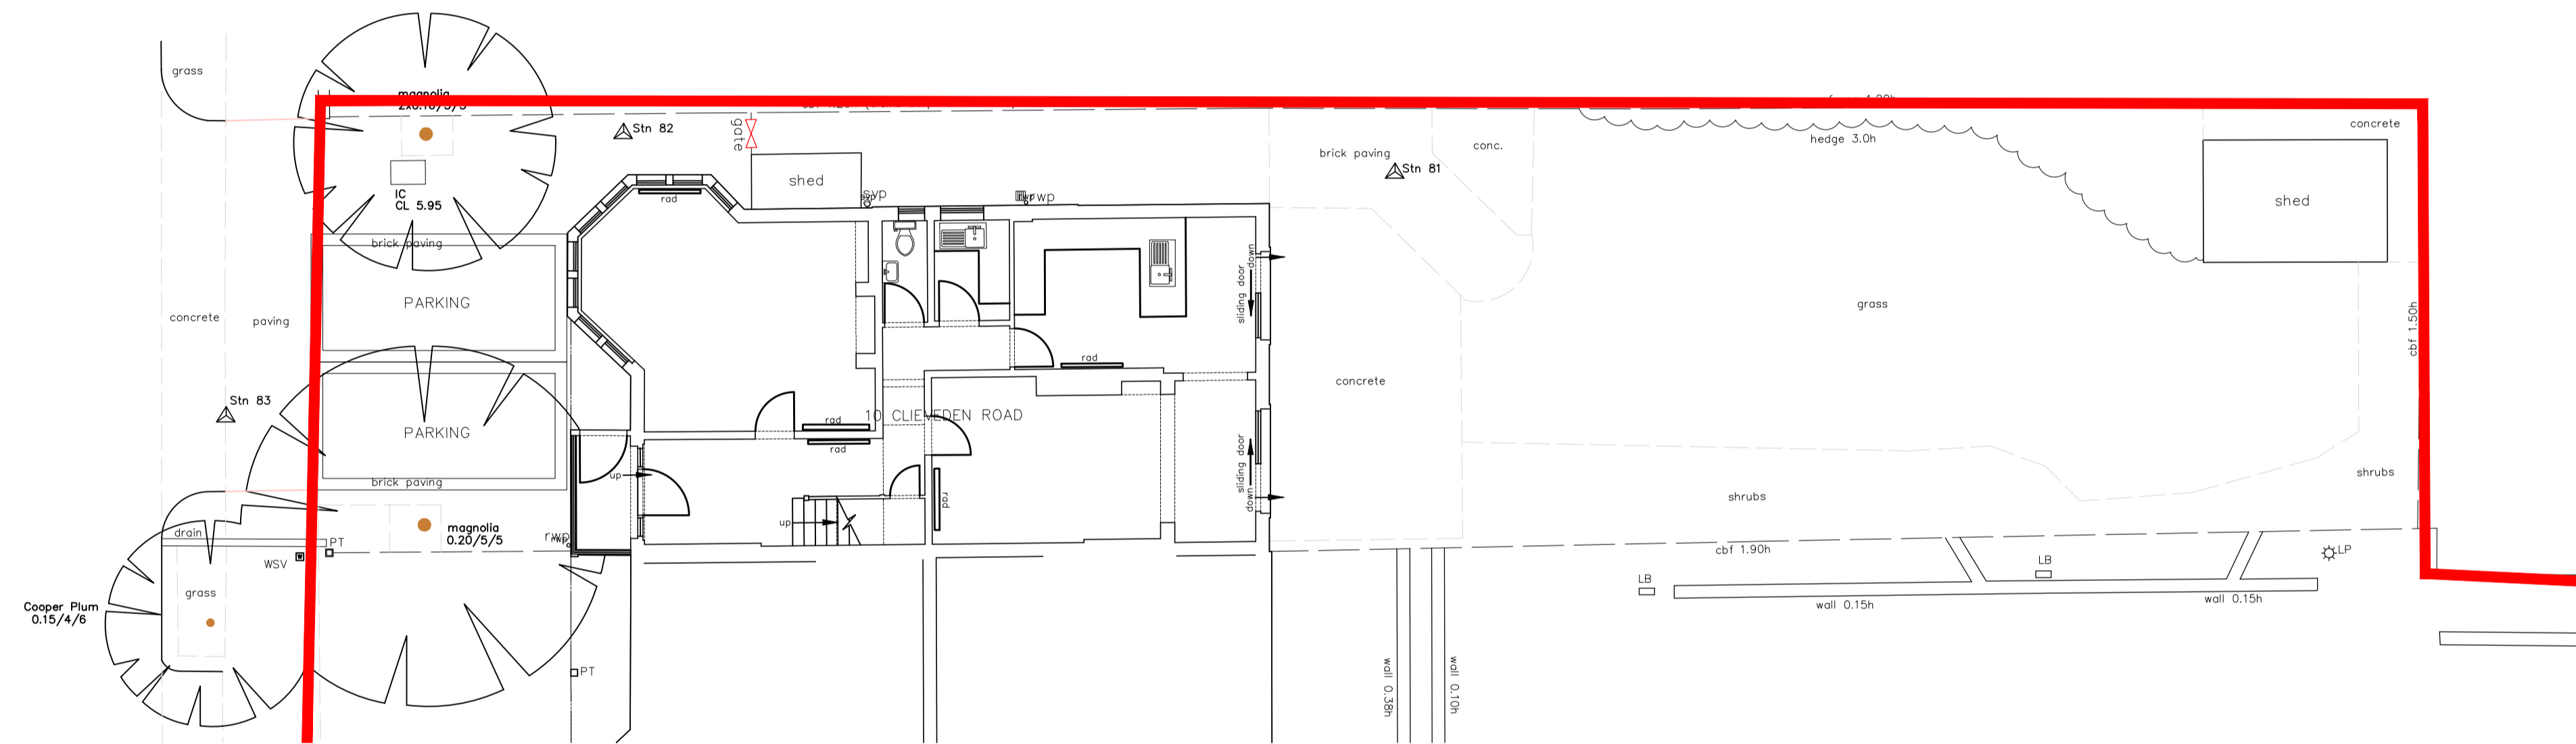 grass
magnolia
Stn 82
gate
shed
svp
rwp
rad
IC
CL 5.95
brick paving
PARKING
concrete
paving
Stn 83
PARKING
brick paving
drain
PT
WSV
magnolia
0.20/5/5
rwp
grass
Cooper Plum
0.15/4/6
PT
up
up
rad
rad
rad
rad
10 CLIEVEDEN ROAD
sliding door
down
sliding door
down
brick paving
Stn 81
conc.
concrete
hedge 3.0h
concrete
shed
grass
cbf 1.50h
shrubs
shrubs
cbf 1.90h
LB
LB
LP
wall 0.15h
wall 0.15h
wall 0.38h
wall 0.10h